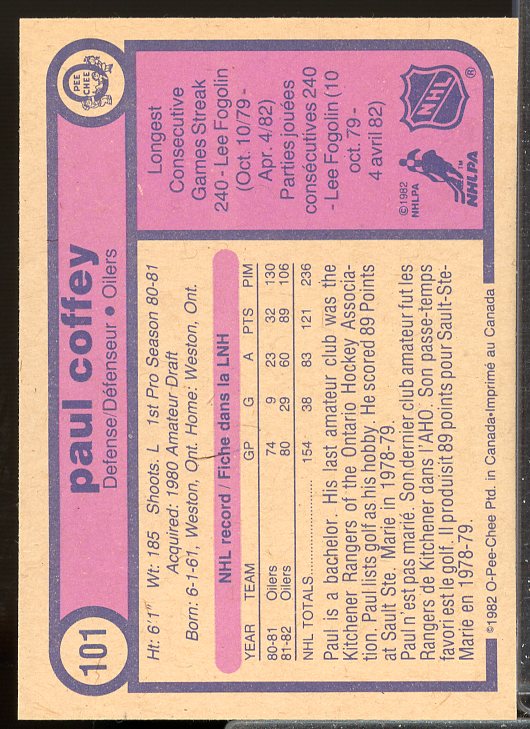 101
paul coffey
Defense/Défenseur • Oilers
O PEE CHEE
Ht: 6'1" Wt: 185 Shoots. L 1st Pro Season 80-81
Acquired: 1980 Amateur Draft
Born: 6-1-61, Weston, Ont. Home: Weston, Ont.
NHL record / Fiche dans la LNH
YEAR TEAM GP G A PTS PIM
80-81 Oilers 74 9 23 32 130
81-82 Oilers 80 29 60 89 106
NHL TOTALS.......... 154 38 83 121 236
Paul is a bachelor. His last amateur club was the
Kitchener Rangers of the Ontario Hockey Associa-
tion. Paul lists golf as his hobby. He scored 89 Points
at Sault Ste. Marie in 1978-79.
Paul n'est pas marié. Son dernier club amateur fut les
Rangers de Kitchener dans l'AHO. Son passe-temps
favori est le golf. Il produisit 89 points pour Sault-Ste-
Marie en 1978-79.
Longest
Consecutive
Games Streak
240 - Lee Fogolin
(Oct. 10/79 -
Apr. 4/82)
Parties jouées
consécutives 240
- Lee Fogolin (10
oct. 79 -
4 avril 82)
©1982
NHLPA
NHL ®
NHLPA ™
©1982 O-Pee-Chee Ptd. in Canada•Imprimé au Canada